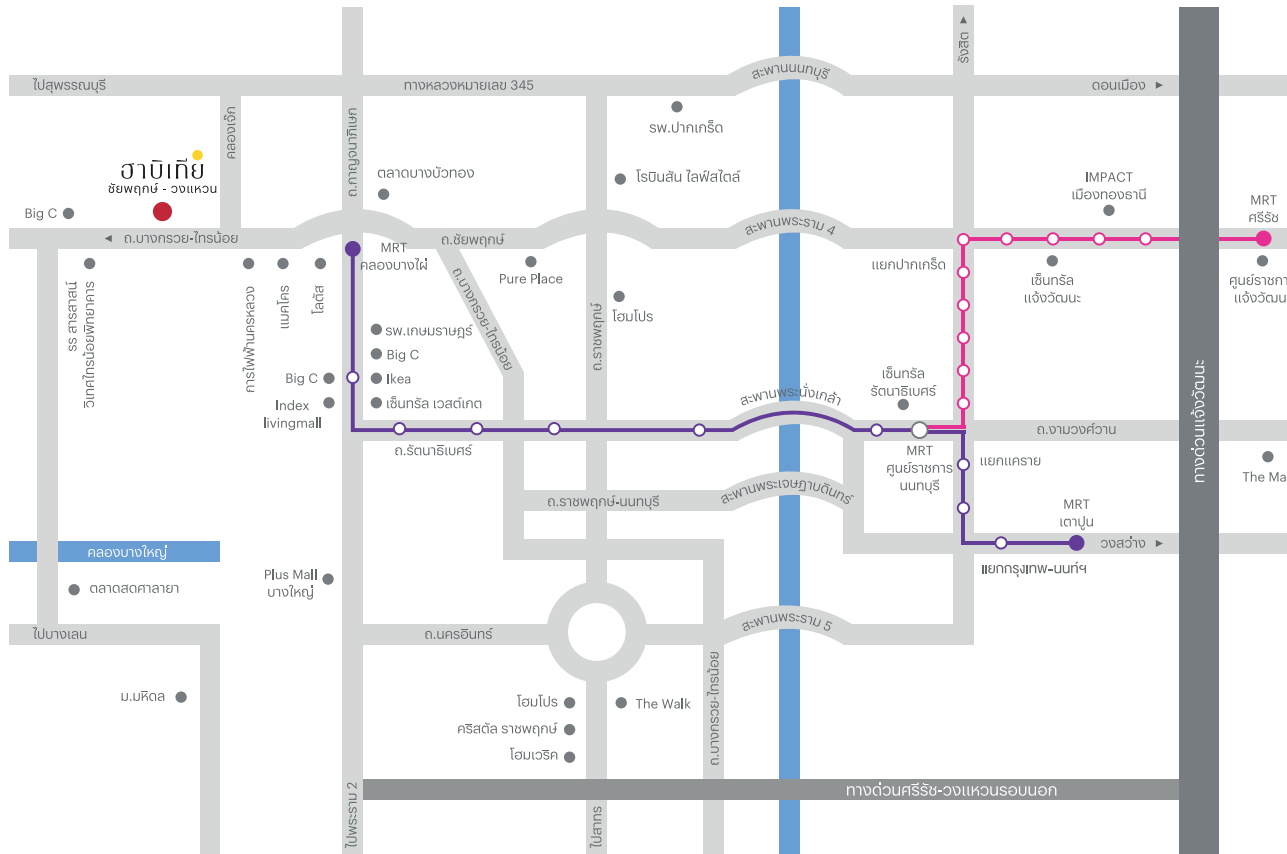 รังสิต ▲
สะพานนนทบุรี
ไปสุพรรณบุรี
ทางหลวงหมายเลข 345
ดอนเมือง ►
คลองเจ๊ก
ถ.กาญจนาภิเษก
รพ.ปากเกร็ด
ฮาบิเทีย
ชัยพฤกษ์ - วงแหวน
ตลาดบางบัวทอง
โรบินสัน ไลฟ์สไตล์
IMPACT
เมืองทองธานี
MRT
ศรีรัช
Big C
◄ ถ.บางกรวย-ไทรน้อย
ถ.ชัยพฤกษ์
สะพานพระราม 4
MRT
คลองบางไผ่
Pure Place
แยกปากเกร็ด
เซ็นทรัล
แจ้งวัฒนะ
ศูนย์ราชกา
แจ้งวัฒน
รร สารสาสน์
วิเทศไทรน้อยพิทยาคาร
การไฟฟ้านครหลวง
แมคโคร
โลตัส
ถ.บางกรวย-ไทรน้อย
ถ.ราชพฤกษ์
โฮมโปร
รพ.เกษมราษฎร์
Big C
Ikea
เซ็นทรัล เวสต์เกต
Big C
Index
livingmall
สะพานพระนั่งเกล้า
เซ็นทรัล
รัตนาธิเบศร์
ทางด่วนแจ้งวัฒนะ
ถ.รัตนาธิเบศร์
MRT
ศูนย์ราชการ
นนทบุรี
ถ.งามวงศ์วาน
แยกแคราย
The Ma
ถ.ราชพฤกษ์-นนทบุรี
สะพานพระเจษฎาบดินทร์
MRT
เตาปูน
วงสว่าง ►
แยกกรุงเทพ-นนท์ฯ
คลองบางใหญ่
ตลาดสดศาลายา
Plus Mall
บางใหญ่
ไปบางเลน
ถ.นครอินทร์
สะพานพระราม 5
ม.มหิดล
โฮมโปร
คริสตัล ราชพฤกษ์
โฮมเวริค
The Walk
ถ.บางกรวย-ไทรน้อย
ไปพระราม 2
ไปสาทร
ทางด่วนศรีรัช-วงแหวนรอบนอก